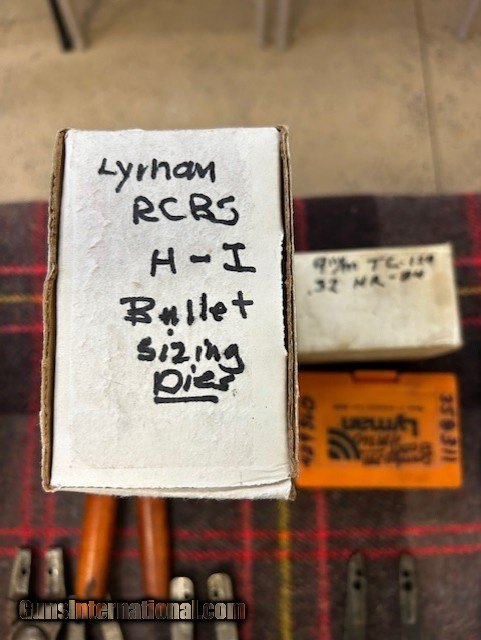 Lyman
RCBS
H-I
Bullet
Sizing
Dies
9mm TC-124
.32 HR-84
Lyman
358311
GunsInternational.com